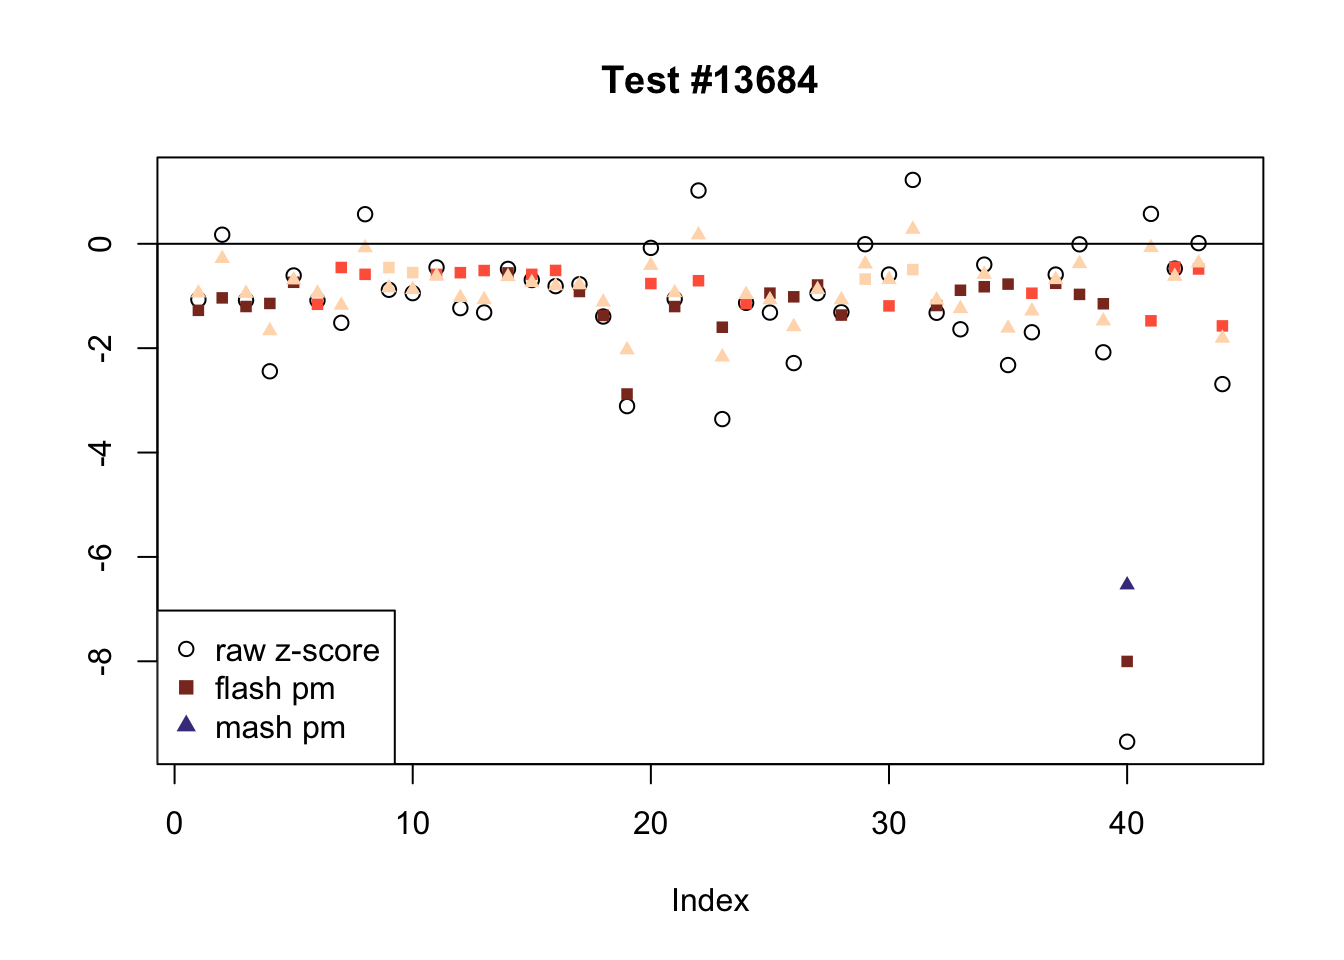 Test #13684
0
-2
-4
-6
-8
raw z-score
flash pm
mash pm
0 10 20 30 40
Index